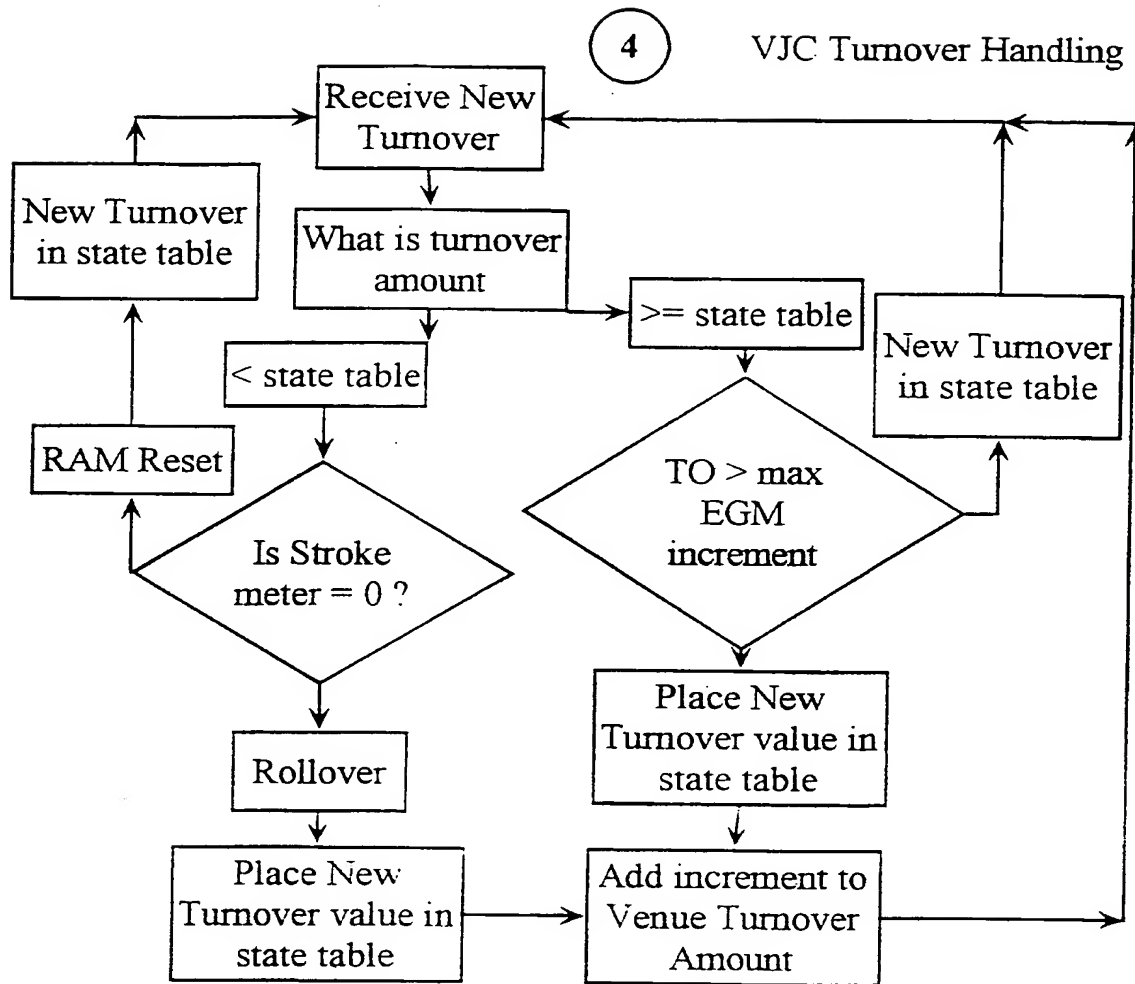 4
VJC Turnover Handling
Receive New
Turnover
New Turnover
in state table
What is turnover
amount
>= state table
< state table
New Turnover
in state table
RAM Reset
TO > max
EGM
increment
Is Stroke
meter = 0 ?
Place New
Turnover value in
state table
Rollover
Place New
Turnover value in
state table
Add increment to
Venue Turnover
Amount